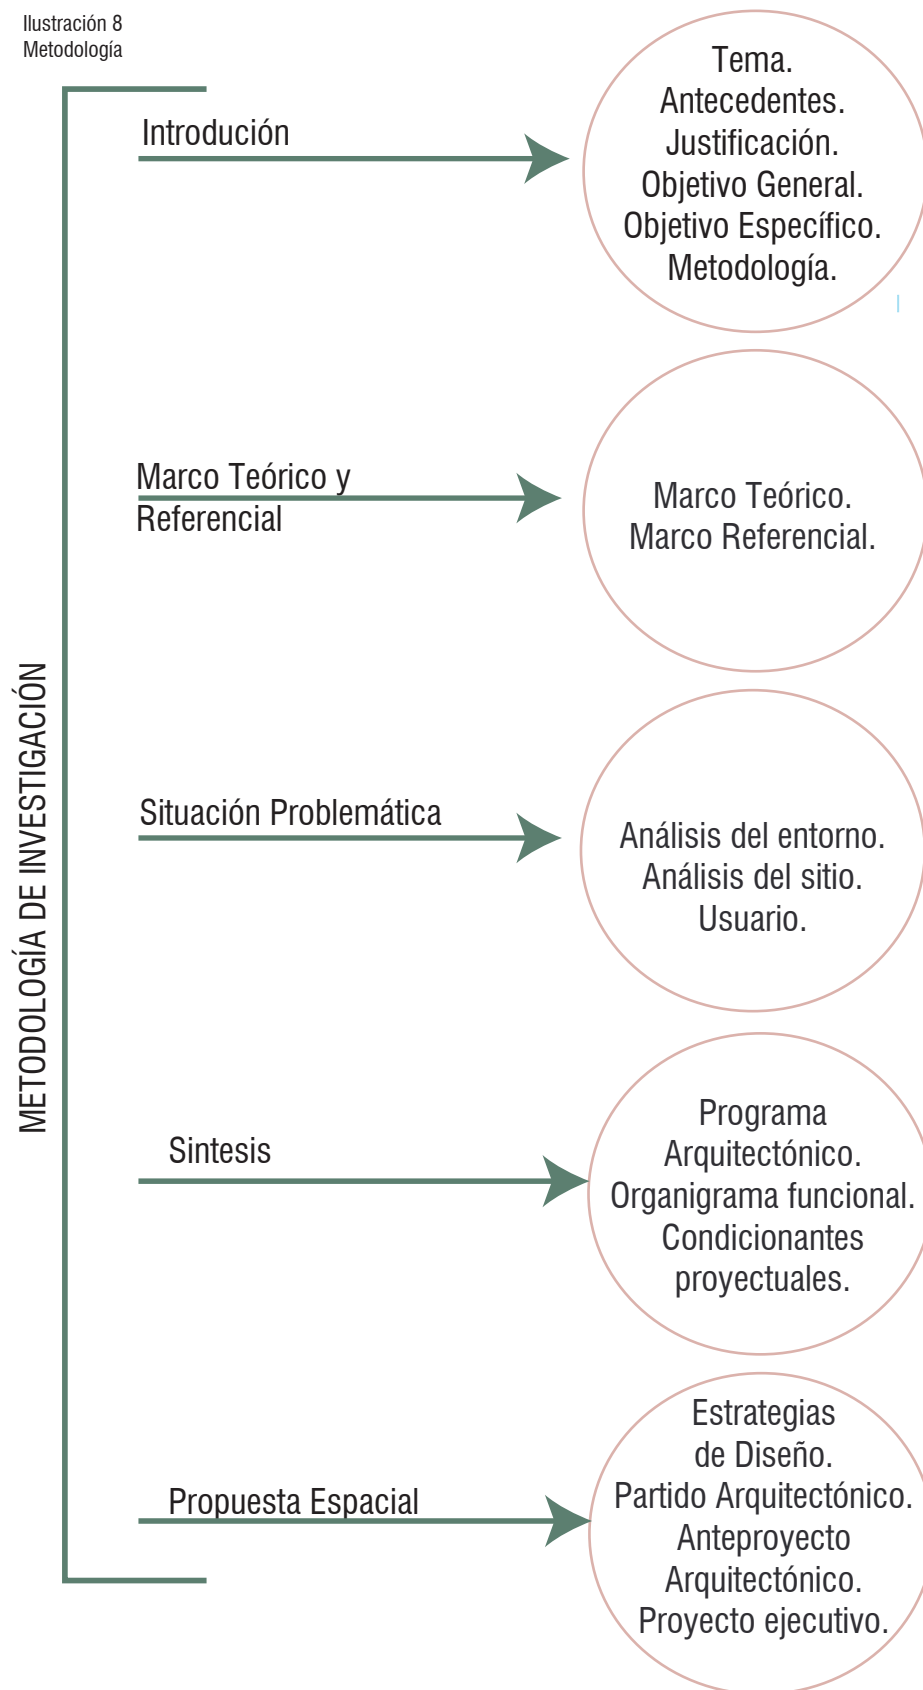 Ilustración 8
Metodología
METODOLOGÍA DE INVESTIGACIÓN
Introdución
Tema.
Antecedentes.
Justificación.
Objetivo General.
Objetivo Específico.
Metodología.
Marco Teórico y
Referencial
Marco Teórico.
Marco Referencial.
Situación Problemática
Análisis del entorno.
Análisis del sitio.
Usuario.
Sintesis
Programa
Arquitectónico.
Organigrama funcional.
Condicionantes
proyectuales.
Propuesta Espacial
Estrategias
de Diseño.
Partido Arquitectónico.
Anteproyecto
Arquitectónico.
Proyecto ejecutivo.